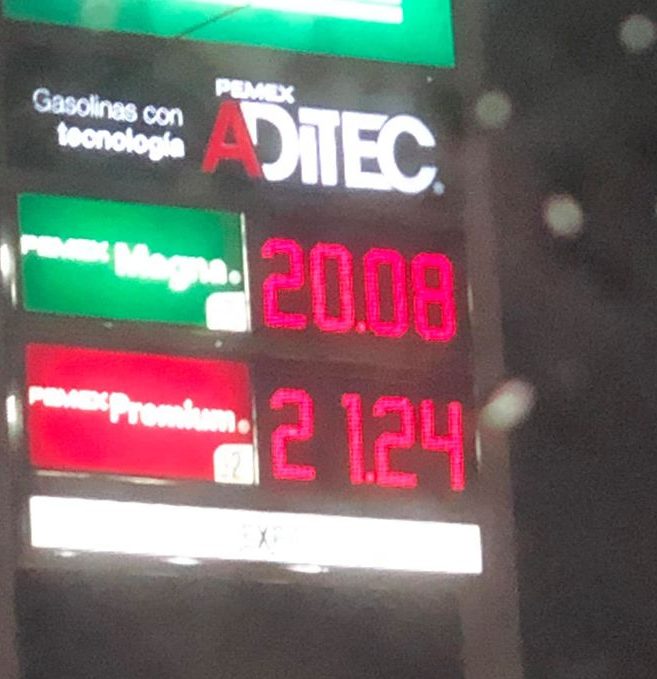 Gasolinas con
tecnología
PEMEX
ADiTEC®
PEMEX Magna®
20.08
PEMEX Premium®
21.24